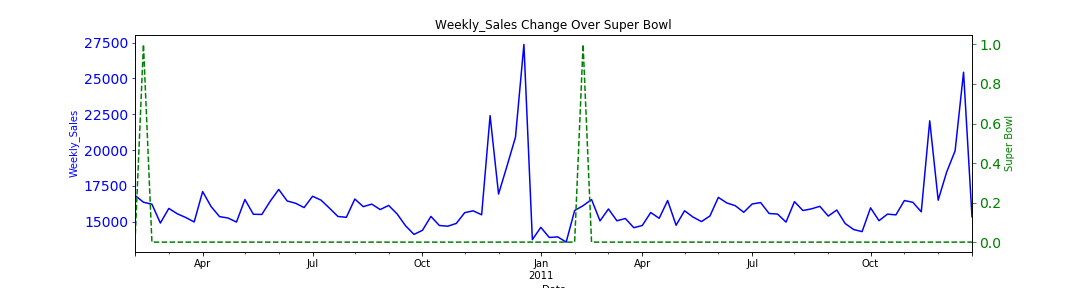 Weekly_Sales Change Over Super Bowl
27500
25000
22500
20000
17500
15000
Weekly_Sales
1.0
0.8
0.6
0.4
0.2
0.0
Super Bowl
Apr Jul Oct Jan Apr Jul Oct
2011
Date